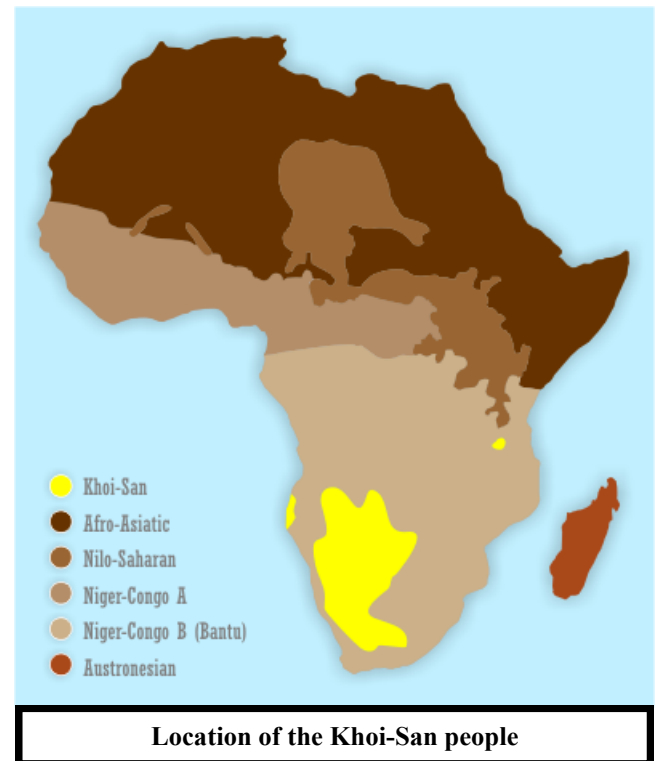 Khoi-San
Afro-Asiatic
Nilo-Saharan
Niger-Congo A
Niger-Congo B (Bantu)
Austronesian
Location of the Khoi-San people